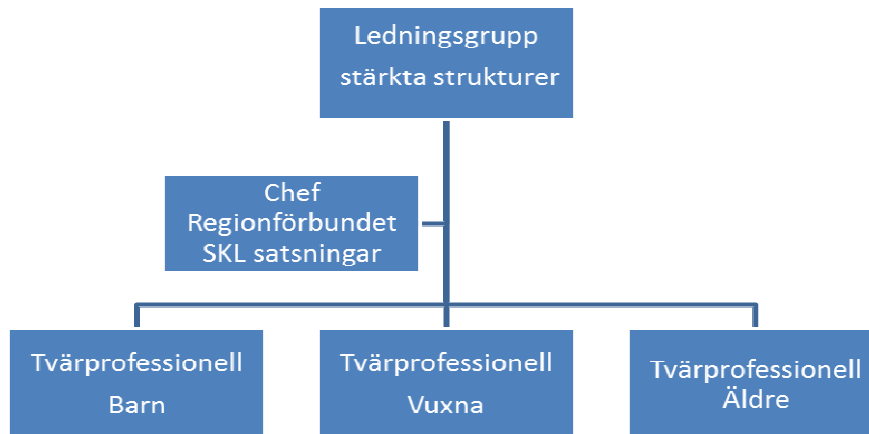 Ledningsgrupp
stärkta strukturer
Chef
Regionförbundet
SKL satsningar
Tvärprofessionell
Barn
Tvärprofessionell
Vuxna
Tvärprofessionell
Äldre